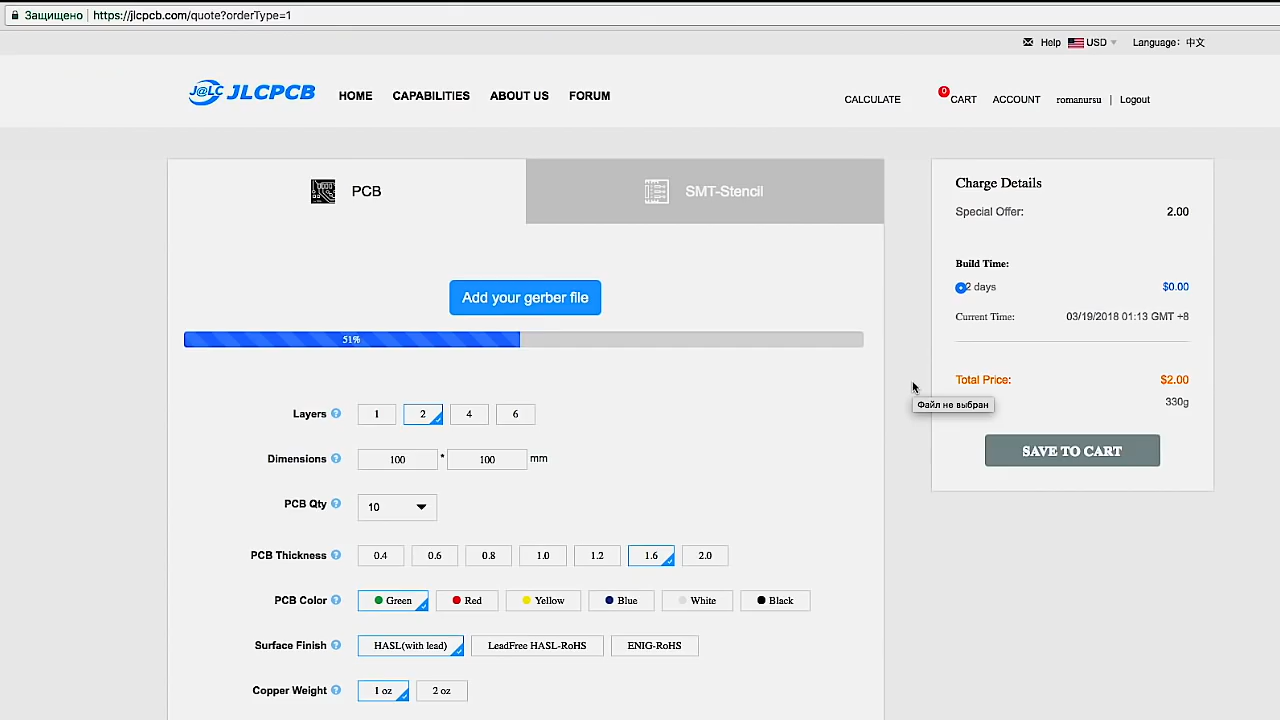 Защищено | https://jlcpcb.com/quote?orderType=1
Help USD Language: 中文
J@LC JLCPCB HOME CAPABILITIES ABOUT US FORUM CALCULATE 0 CART ACCOUNT romanursu | Logout
PCB SMT-Stencil
Add your gerber file
51%
Layers ? 1 2 4 6
Dimensions ? 100 * 100 mm
PCB Qty ? 10
PCB Thickness ? 0.4 0.6 0.8 1.0 1.2 1.6 2.0
PCB Color ? Green Red Yellow Blue White Black
Surface Finish ? HASL(with lead) LeadFree HASL-RoHS ENIG-RoHS
Copper Weight ? 1 oz 2 oz
Charge Details
Special Offer: 2.00
Build Time:
2 days $0.00
Current Time: 03/19/2018 01:13 GMT +8
Total Price: $2.00
330g
Файл не выбран
SAVE TO CART